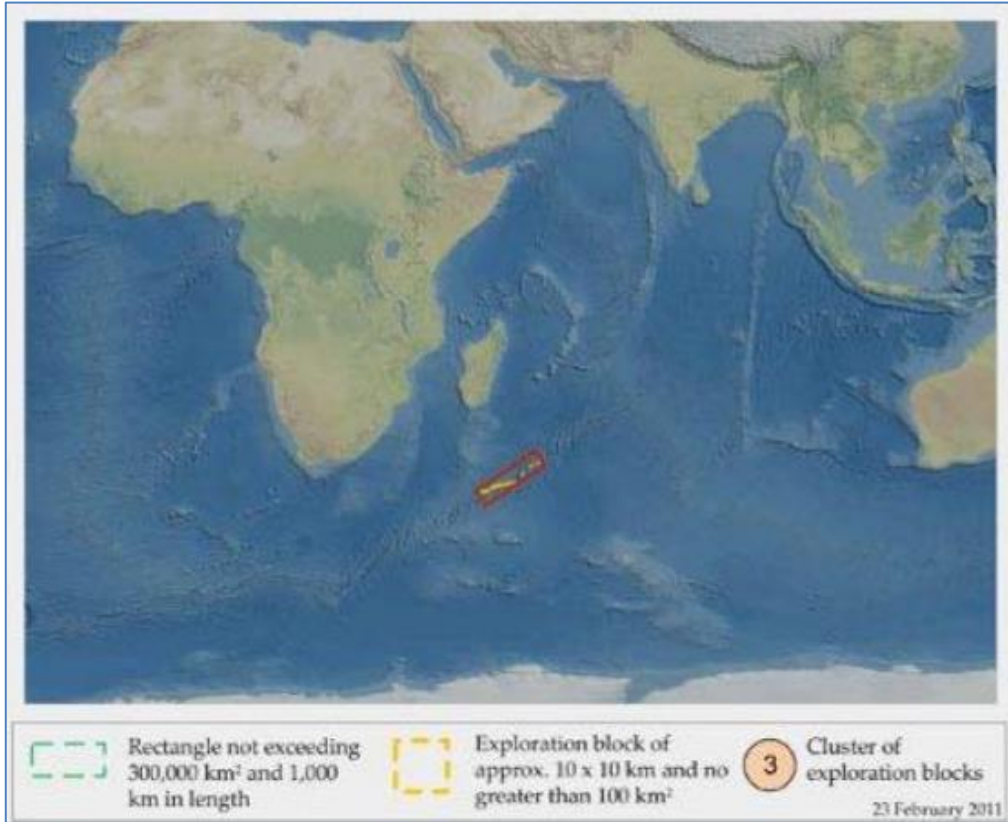 Rectangle not exceeding
300,000 km² and 1,000
km in length
Exploration block of
approx. 10 x 10 km and no
greater than 100 km²
3
Cluster of
exploration blocks
23 February 2011